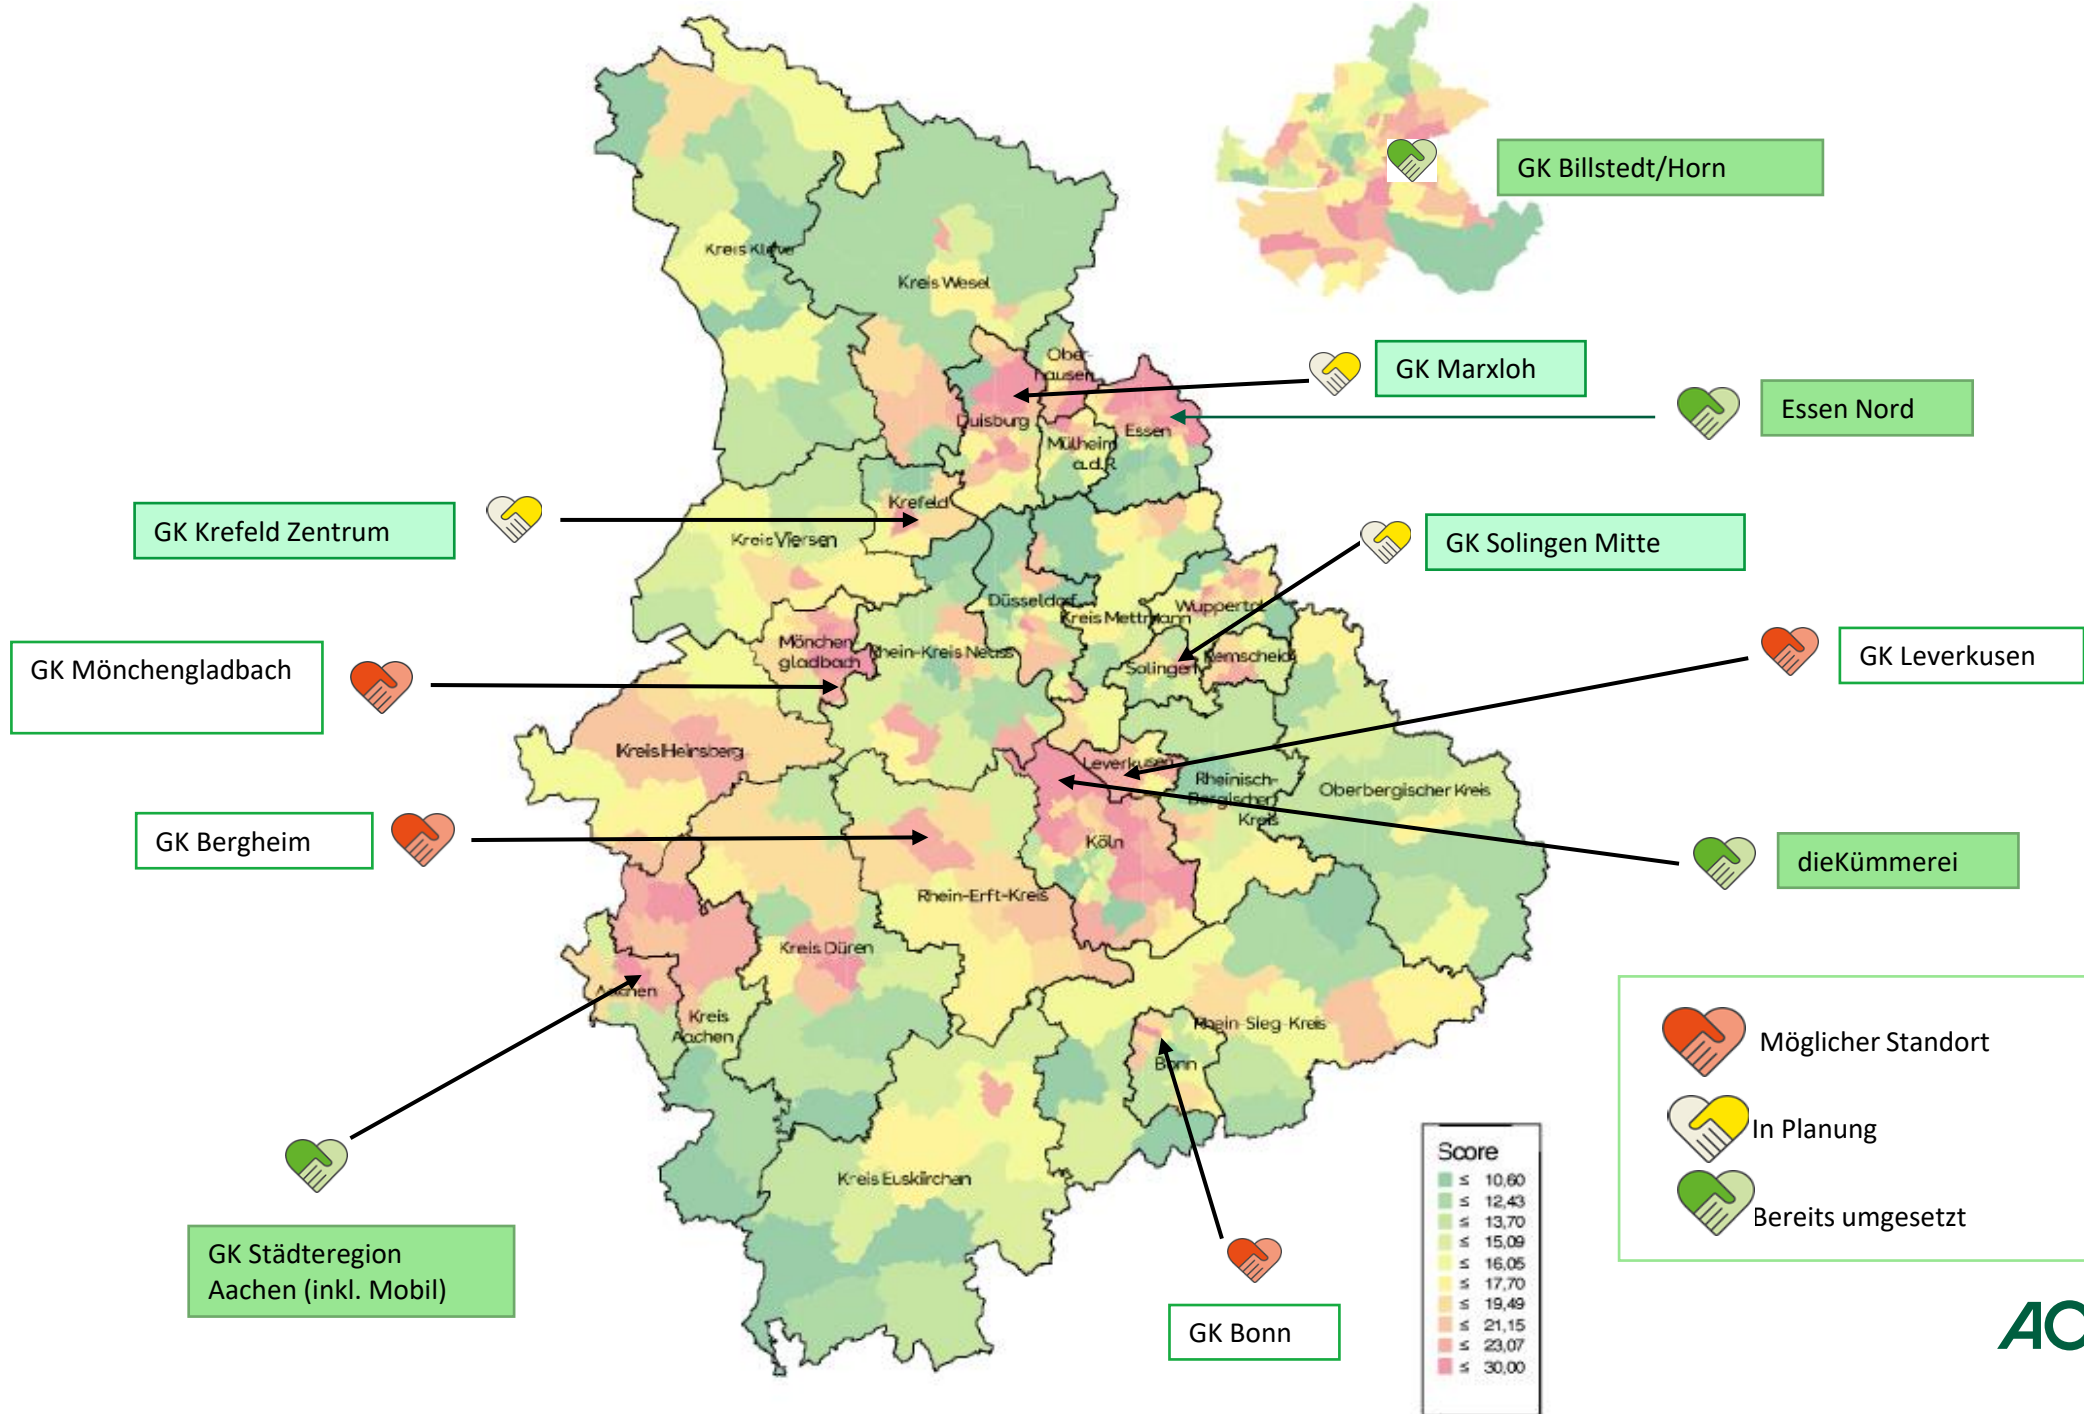 GK Billstedt/Horn
Kreis Kleve
Kreis Wesel
Ober-
hausen
GK Marxloh
Essen Nord
Duisburg
Essen
Mülheim
a.d.R
GK Krefeld Zentrum
Krefeld
Kreis Viersen
GK Solingen Mitte
Düsseldorf
Wuppertal
Kreis Mettmann
Mönchen-
gladbach
Rhein-Kreis Neuss
Solingen
Remscheid
GK Mönchengladbach
GK Leverkusen
Kreis Heinsberg
Leverkusen
Rheinisch-
Bergischer
Kreis
Oberbergischer Kreis
GK Bergheim
Köln
dieKümmerei
Rhein-Erft-Kreis
Kreis Düren
Aachen
Kreis
Aachen
Rhein-Sieg-Kreis
Bonn
Möglicher Standort
In Planung
Bereits umgesetzt
Kreis Euskirchen
GK Städteregion
Aachen (inkl. Mobil)
GK Bonn
Score
≤ 10,60
≤ 12,43
≤ 13,70
≤ 15,09
≤ 16,05
≤ 17,70
≤ 19,49
≤ 21,15
≤ 23,07
≤ 30,00
AO